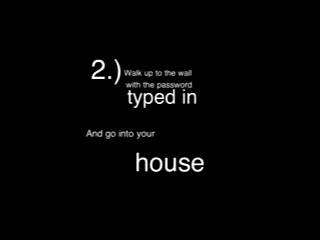 2.) Walk up to the wall
with the password
typed in
And go into your
house